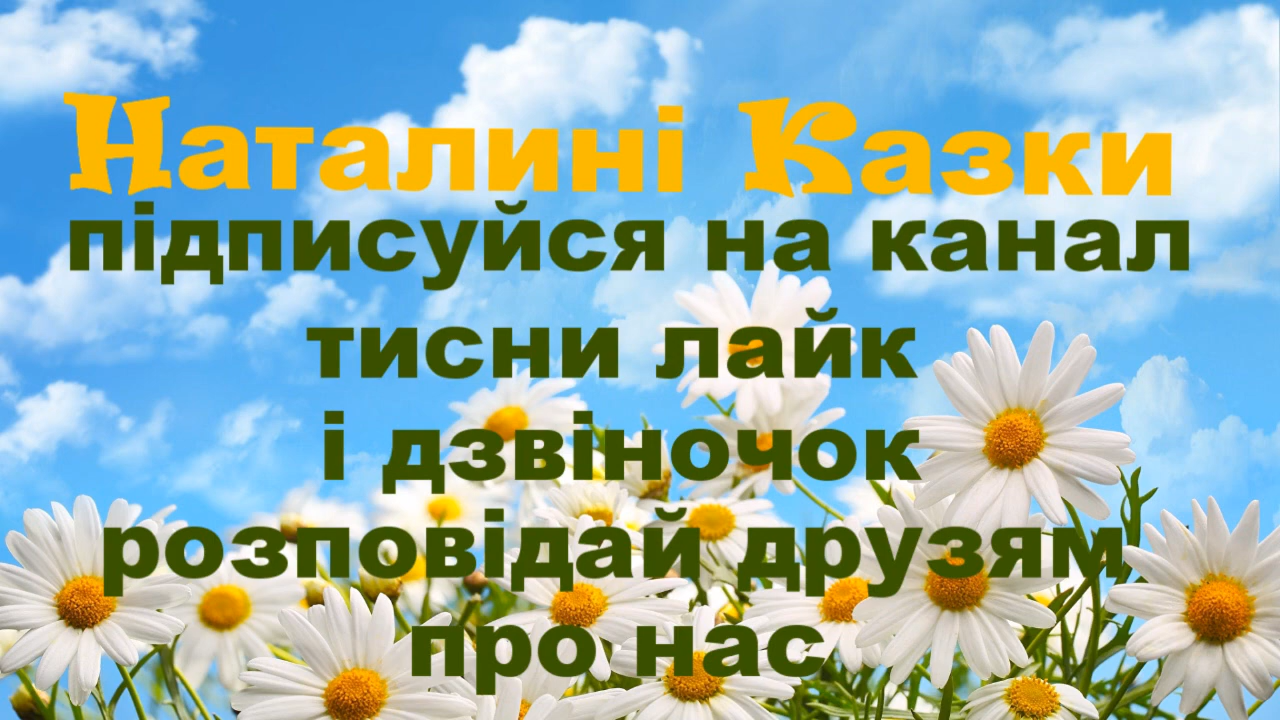 Наталині Казки
підписуйся на канал
тисни лайк
і дзвіночок
розповідай друзям
про нас